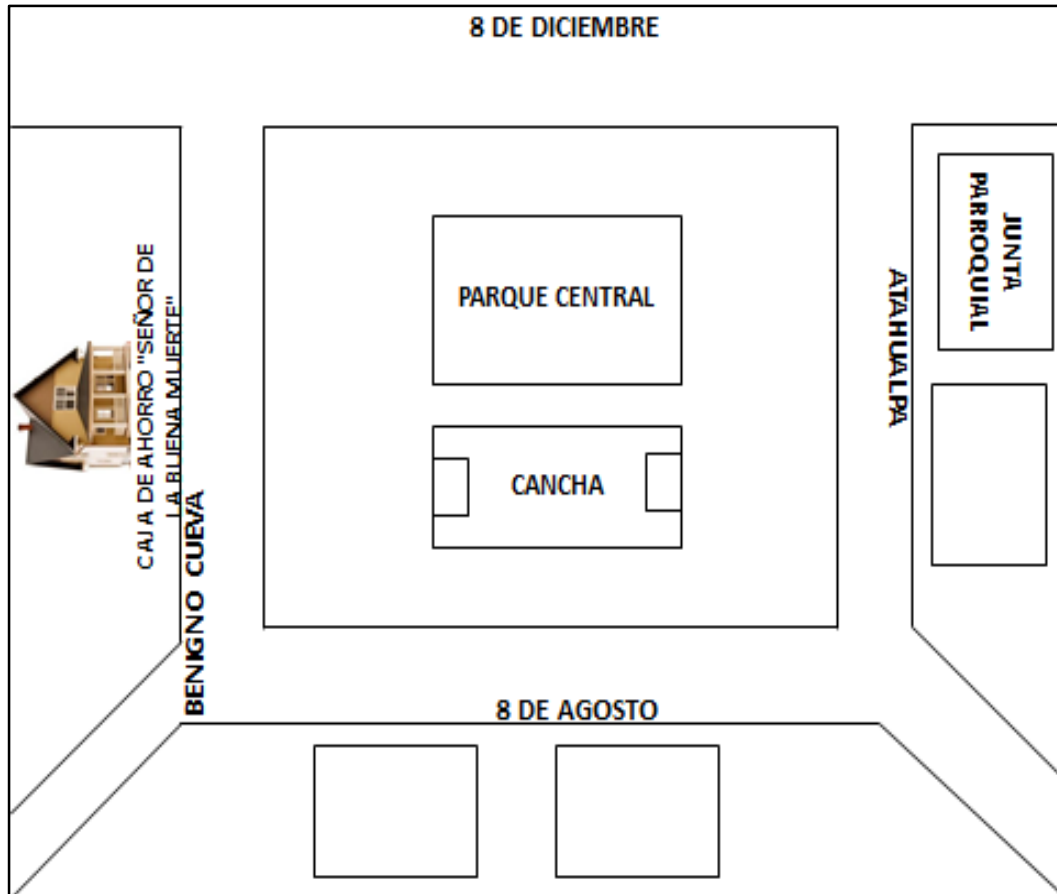 8 DE DICIEMBRE
CAJA DE AHORRO "SEÑOR DE
LA BUENA MUERTE"
BENIGNO CUEVA
PARQUE CENTRAL
CANCHA
ATAHUALPA
JUNTA
PARROQUIAL
8 DE AGOSTO